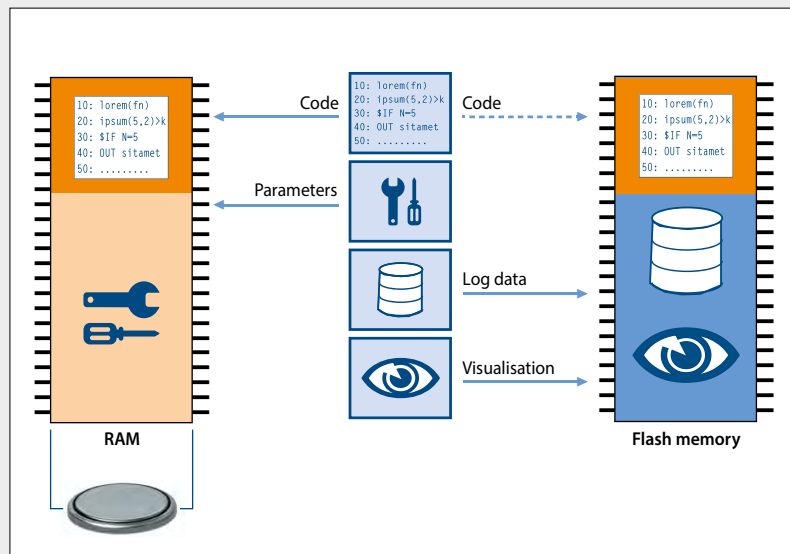 10: lorem(fn)
20: ipsum(5,2)>k
30: $IF N=5
40: OUT sitamet
50: .........
Code
10: lorem(fn)
20: ipsum(5,2)>k
30: $IF N=5
40: OUT sitamet
50: .........
Code
10: lorem(fn)
20: ipsum(5,2)>k
30: $IF N=5
40: OUT sitamet
50: .........
Parameters
Log data
Visualisation
RAM
Flash memory